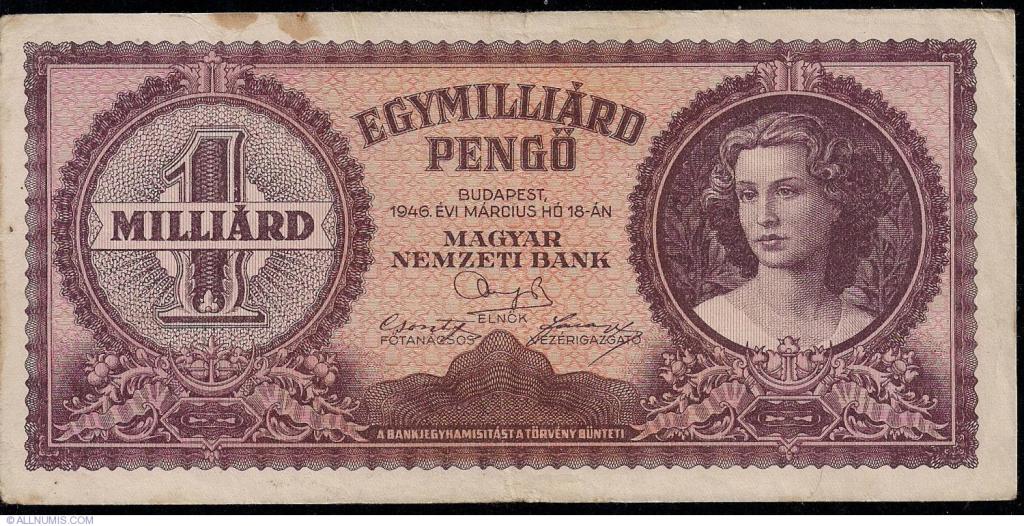 EGYMILLIÁRD
PENGŐ
1
MILLIÁRD
BUDAPEST,
1946. ÉVI MÁRCIUS HÓ 18-ÁN
MAGYAR
NEMZETI BANK
ELNÖK
FŐTANÁCSOS VEZÉRIGAZGATÓ
A BANKJEGYHAMISITÁST A TÖRVÉNY BÜNTETI
© ALLNUMIS.COM